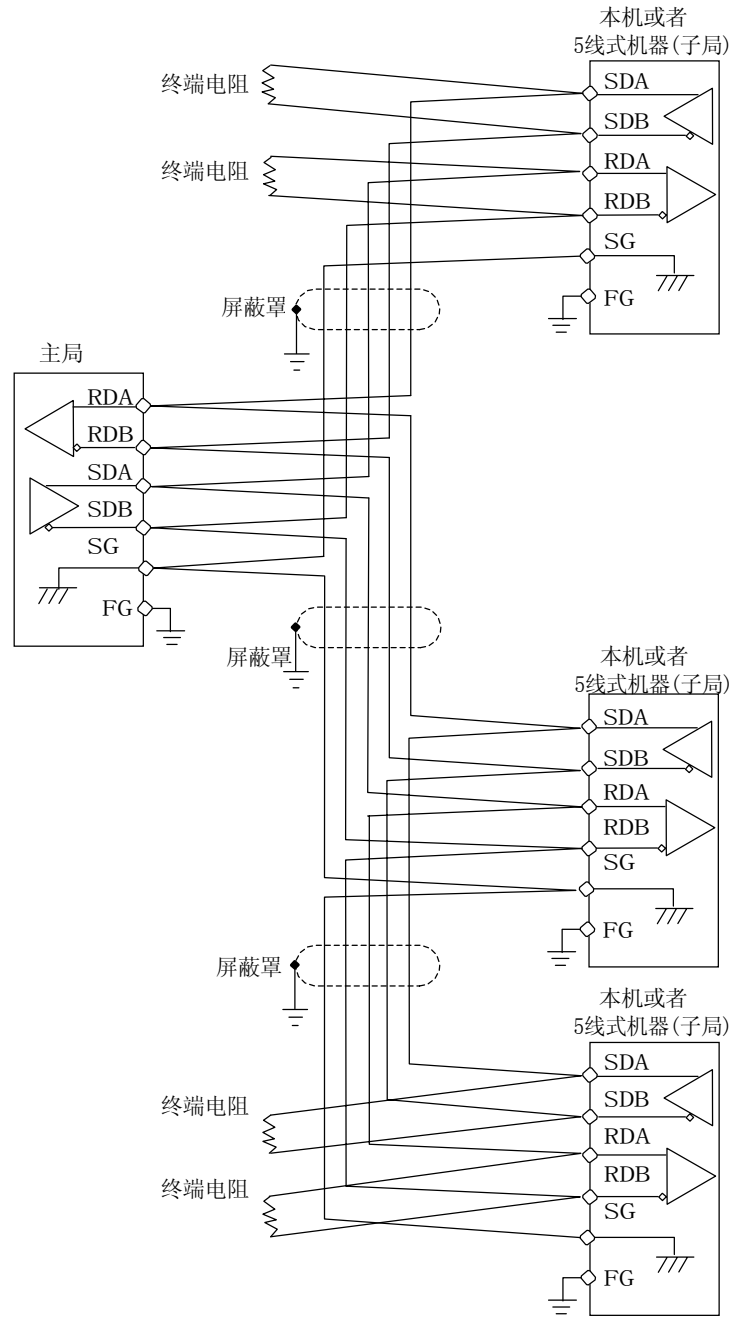 本机或者
5线式机器(子局)
终端电阻
SDA
SDB
终端电阻
RDA
RDB
SG
FG
屏蔽罩
主局
RDA
RDB
SDA
SDB
SG
FG
屏蔽罩
本机或者
5线式机器(子局)
SDA
SDB
RDA
RDB
SG
FG
屏蔽罩
本机或者
5线式机器(子局)
SDA
SDB
终端电阻
RDA
RDB
终端电阻
SG
FG